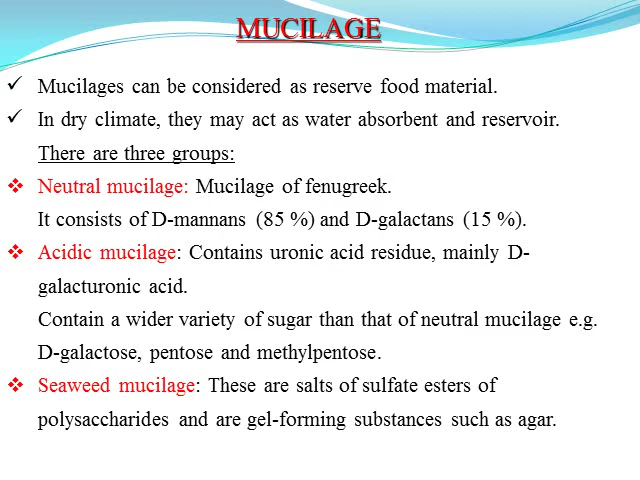 MUCILAGE
✓ Mucilages can be considered as reserve food material.
✓ In dry climate, they may act as water absorbent and reservoir.
There are three groups:
❖ Neutral mucilage: Mucilage of fenugreek.
It consists of D-mannans (85 %) and D-galactans (15 %).
❖ Acidic mucilage: Contains uronic acid residue, mainly D-
galacturonic acid.
Contain a wider variety of sugar than that of neutral mucilage e.g.
D-galactose, pentose and methylpentose.
❖ Seaweed mucilage: These are salts of sulfate esters of
polysaccharides and are gel-forming substances such as agar.